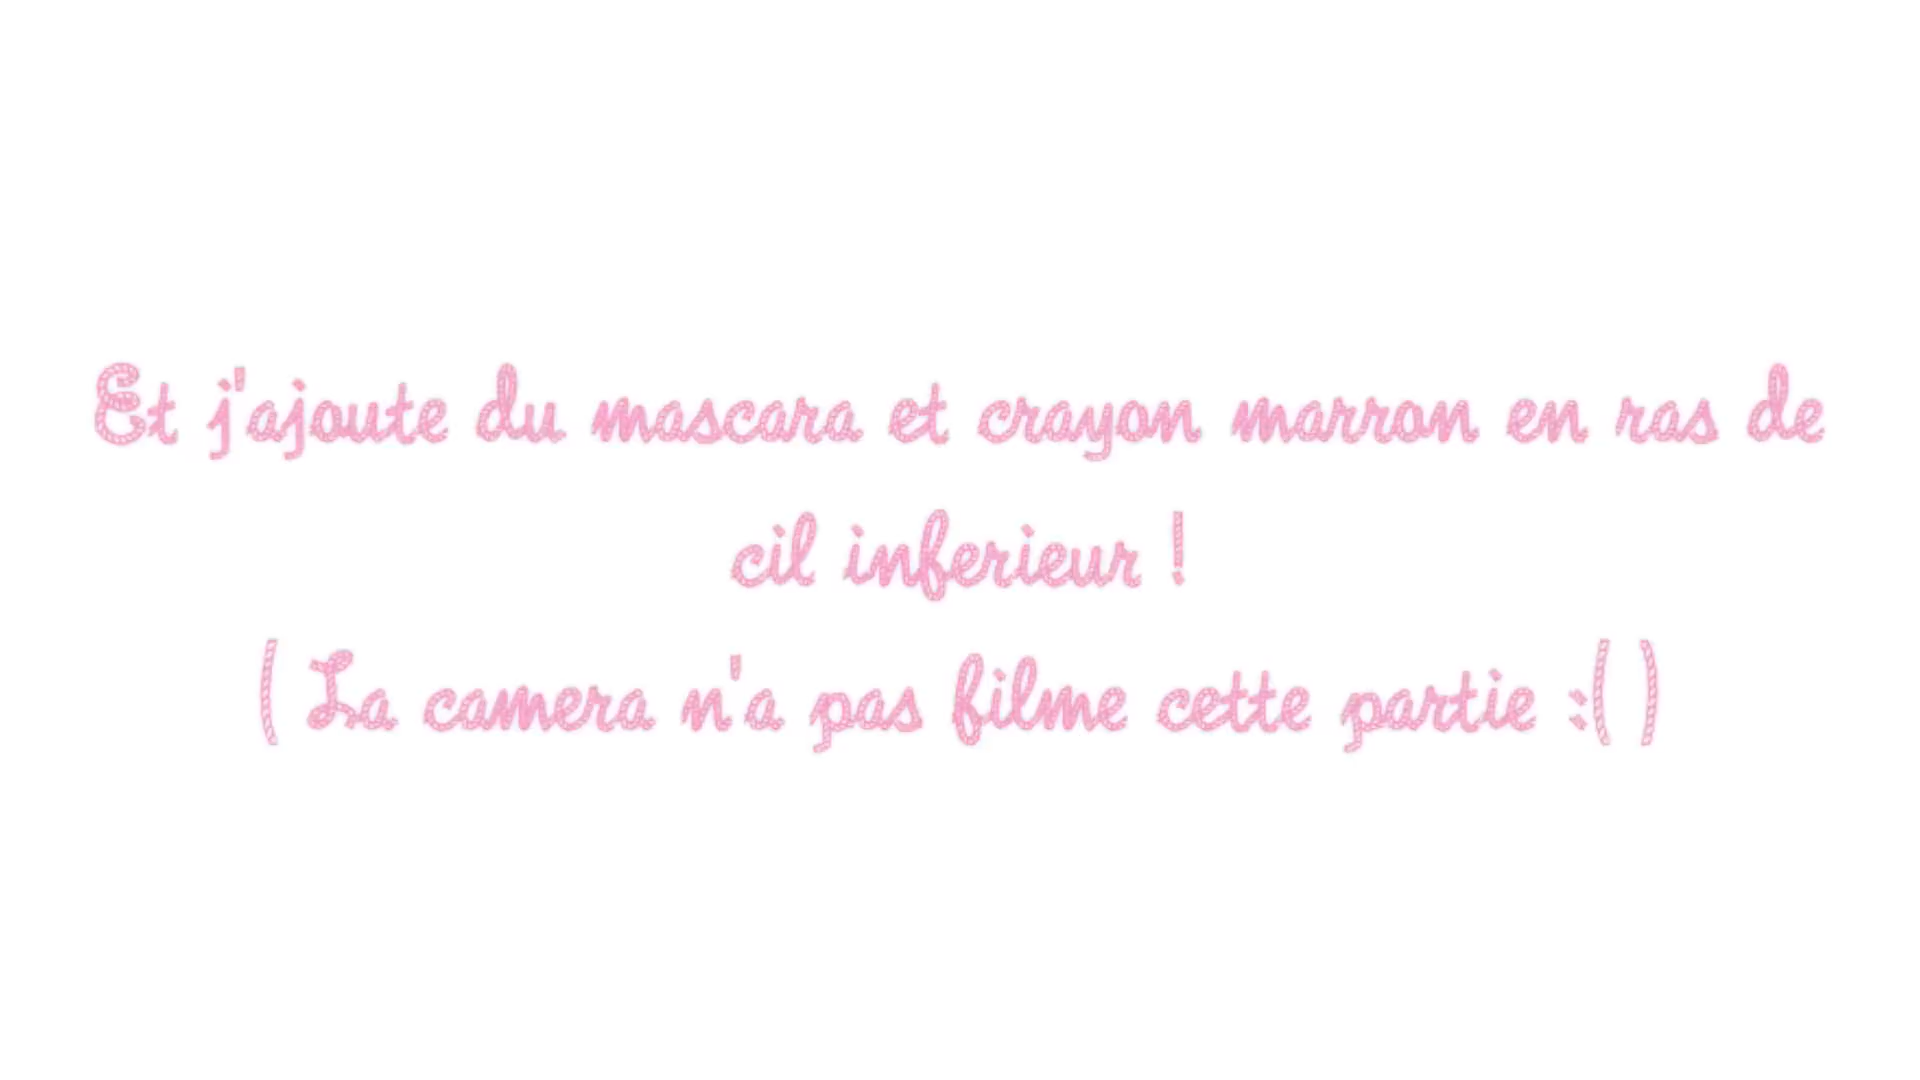 Et j'ajoute du mascara et crayon marron en ras de
cil inferieur !
( La camera n'a pas filme cette partie :( )